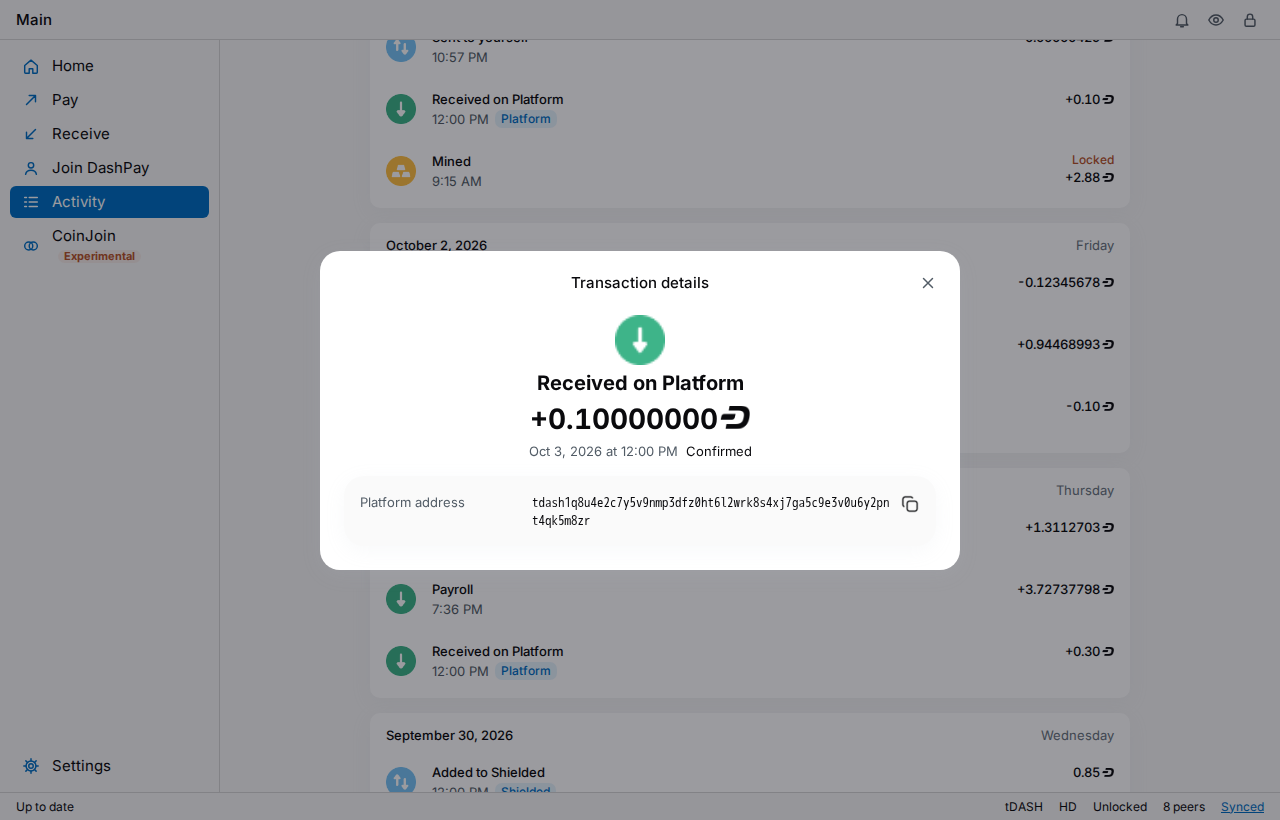 Main
Home
Pay
Receive
Join DashPay
Activity
CoinJoin
Experimental
Settings
10:57 PM
Received on Platform
+0.10
12:00 PM Platform
Mined
Locked
9:15 AM
+2.88
October 2, 2026
Friday
-0.12345678
+0.94468993
-0.10
Transaction details
Received on Platform
+0.10000000
Oct 3, 2026 at 12:00 PM Confirmed
Platform address
tdash1q8u4e2c7y5v9nmp3dfz0ht6l2wrk8s4xj7ga5c9e3v0u6y2pn
t4qk5m8zr
Thursday
+1.3112703
Payroll
+3.72737798
7:36 PM
Received on Platform
+0.30
12:00 PM Platform
September 30, 2026
Wednesday
Added to Shielded
0.85
12:00 PM Shielded
Up to date
tDASH HD Unlocked 8 peers Synced